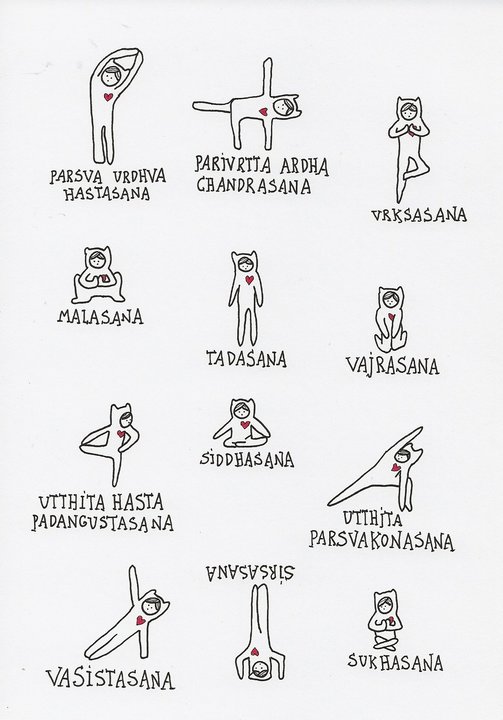 PARSVA URDHVA
HASTASANA
PARIVRTTA ARDHA
CHANDRASANA
VRKSASANA
MALASANA
TADASANA
VAJRASANA
UTTHITA HASTA
PADANGUSTASANA
SIDDHASANA
UTTHITA
PARSVAKONASANA
VASISTASANA
SIRSASANA
SUKHASANA